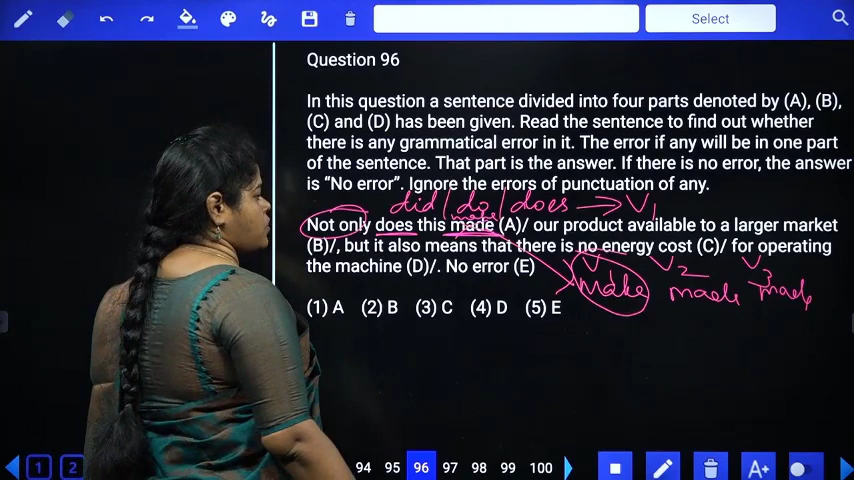 Select
Question 96
In this question a sentence divided into four parts denoted by (A), (B),
(C) and (D) has been given. Read the sentence to find out whether
there is any grammatical error in it. The error if any will be in one part
of the sentence. That part is the answer. If there is no error, the answer
is “No error”. Ignore the errors of punctuation of any.
did / do / does → V1
make
Not only does this made (A)/ our product available to a larger market
(B)/, but it also means that there is no energy cost (C)/ for operating
the machine (D)/. No error (E)
V V2 V3
make made made
(1) A (2) B (3) C (4) D (5) E
1 2 94 95 96 97 98 99 100 A+